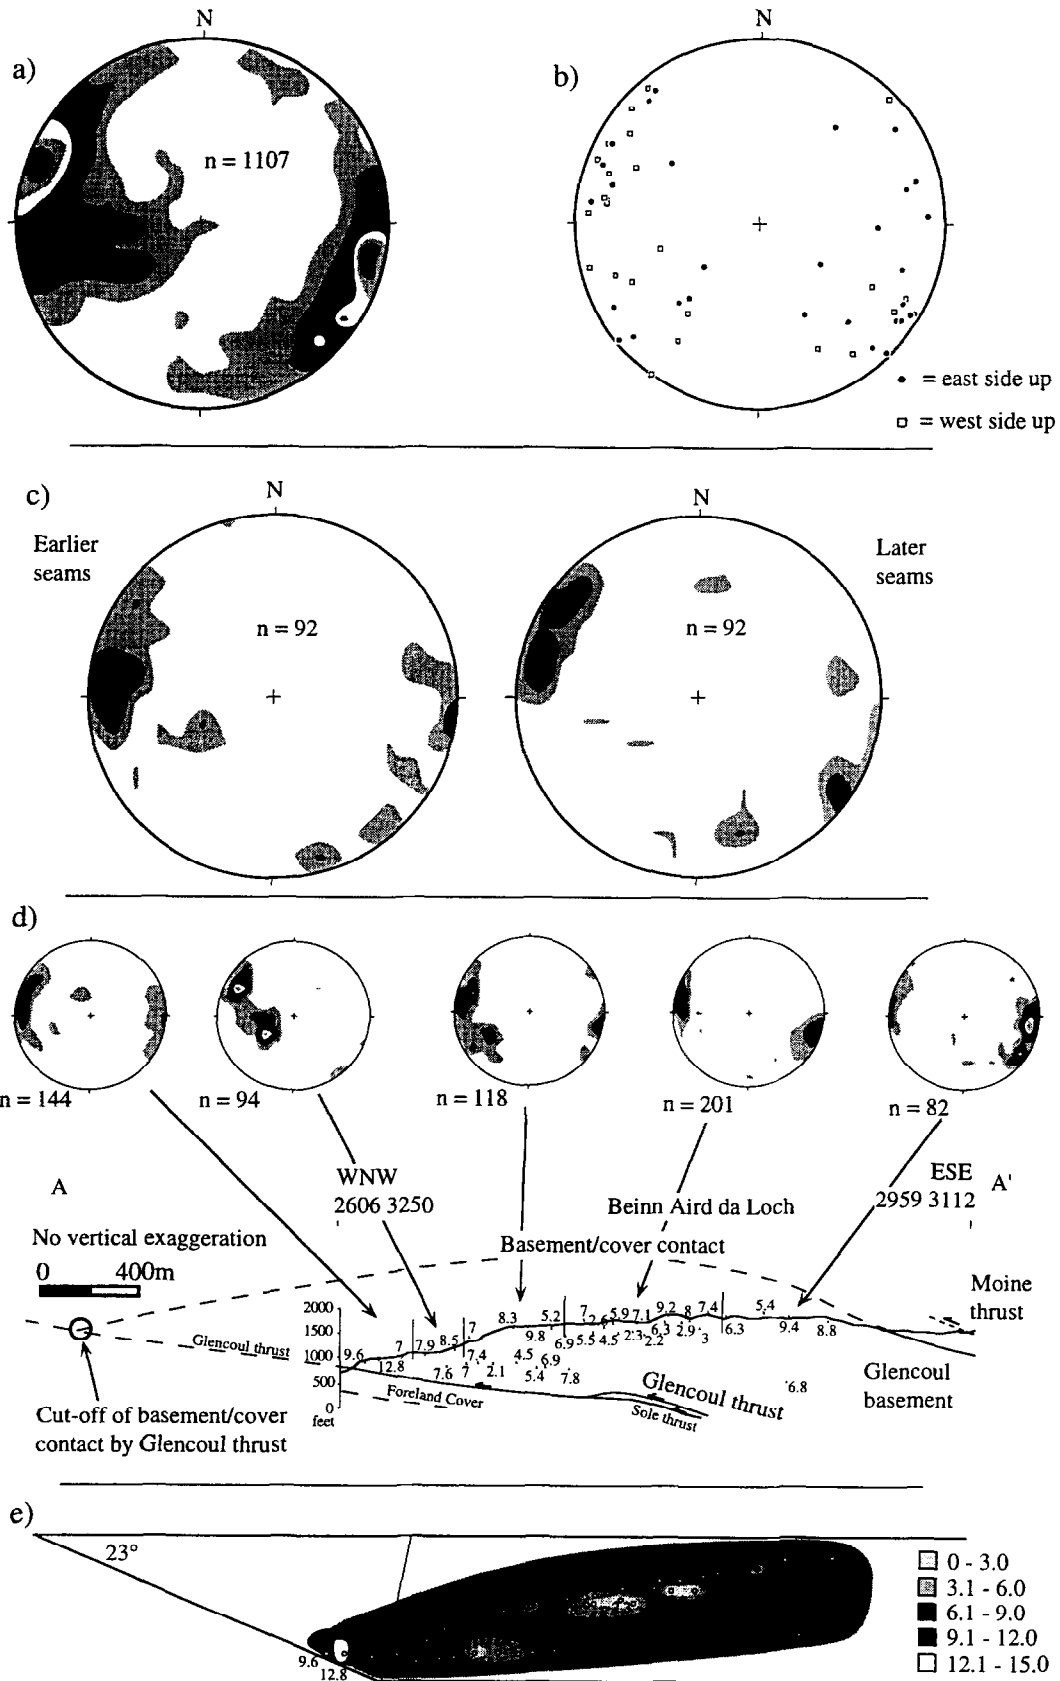 a)
N
n = 1107
b)
N
• = east side up
□ = west side up
c)
Earlier
seams
N
n = 92
N
n = 92
Later
seams
d)
n = 144
n = 94
n = 118
n = 201
n = 82
A
WNW
2606 3250
Beinn Aird da Loch
ESE
2959 3112
A'
No vertical exaggeration
0 400m
Basement/cover contact
Moine
thrust
2000
1500
1000
500
0
feet
Glencoul thrust
9.6
12.8
7
7.9
8.5
7
7.4
7.6
7
2.1
8.3
5.2
9.8
6.9
4.5
6.9
5.4
7.8
7.2
5.9
7.1
9.2
8
7.4
2.6
5.5
4.5
2.3
2.2
6.3
2.9
3
6.3
5.4
9.4
8.8
6.8
Foreland Cover
Glencoul thrust
Sole thrust
Glencoul
basement
Cut-off of basement/cover
contact by Glencoul thrust
e)
23°
9.6
12.8
0 - 3.0
3.1 - 6.0
6.1 - 9.0
9.1 - 12.0
12.1 - 15.0